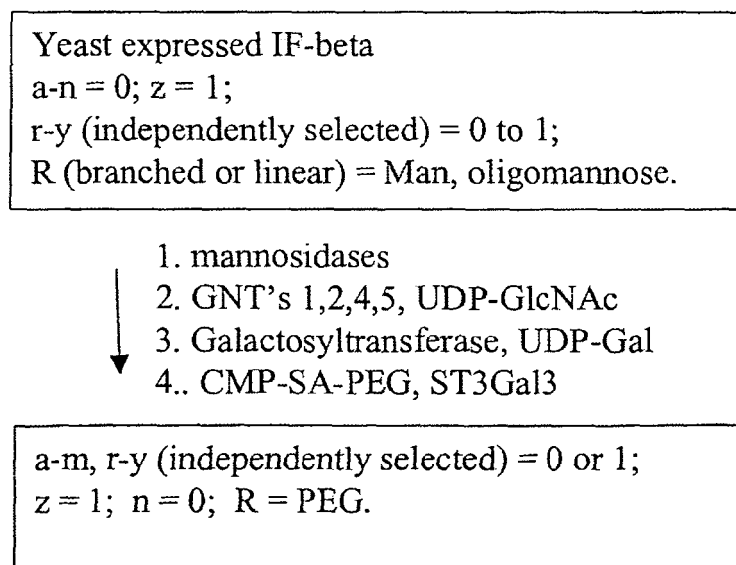 Yeast expressed IF-beta
a-n = 0; z = 1;
r-y (independently selected) = 0 to 1;
R (branched or linear) = Man, oligomannose.
1. mannosidases
2. GNT's 1,2,4,5, UDP-GlcNAc
3. Galactosyltransferase, UDP-Gal
4.. CMP-SA-PEG, ST3Gal3
a-m, r-y (independently selected) = 0 or 1;
z = 1; n = 0; R = PEG.